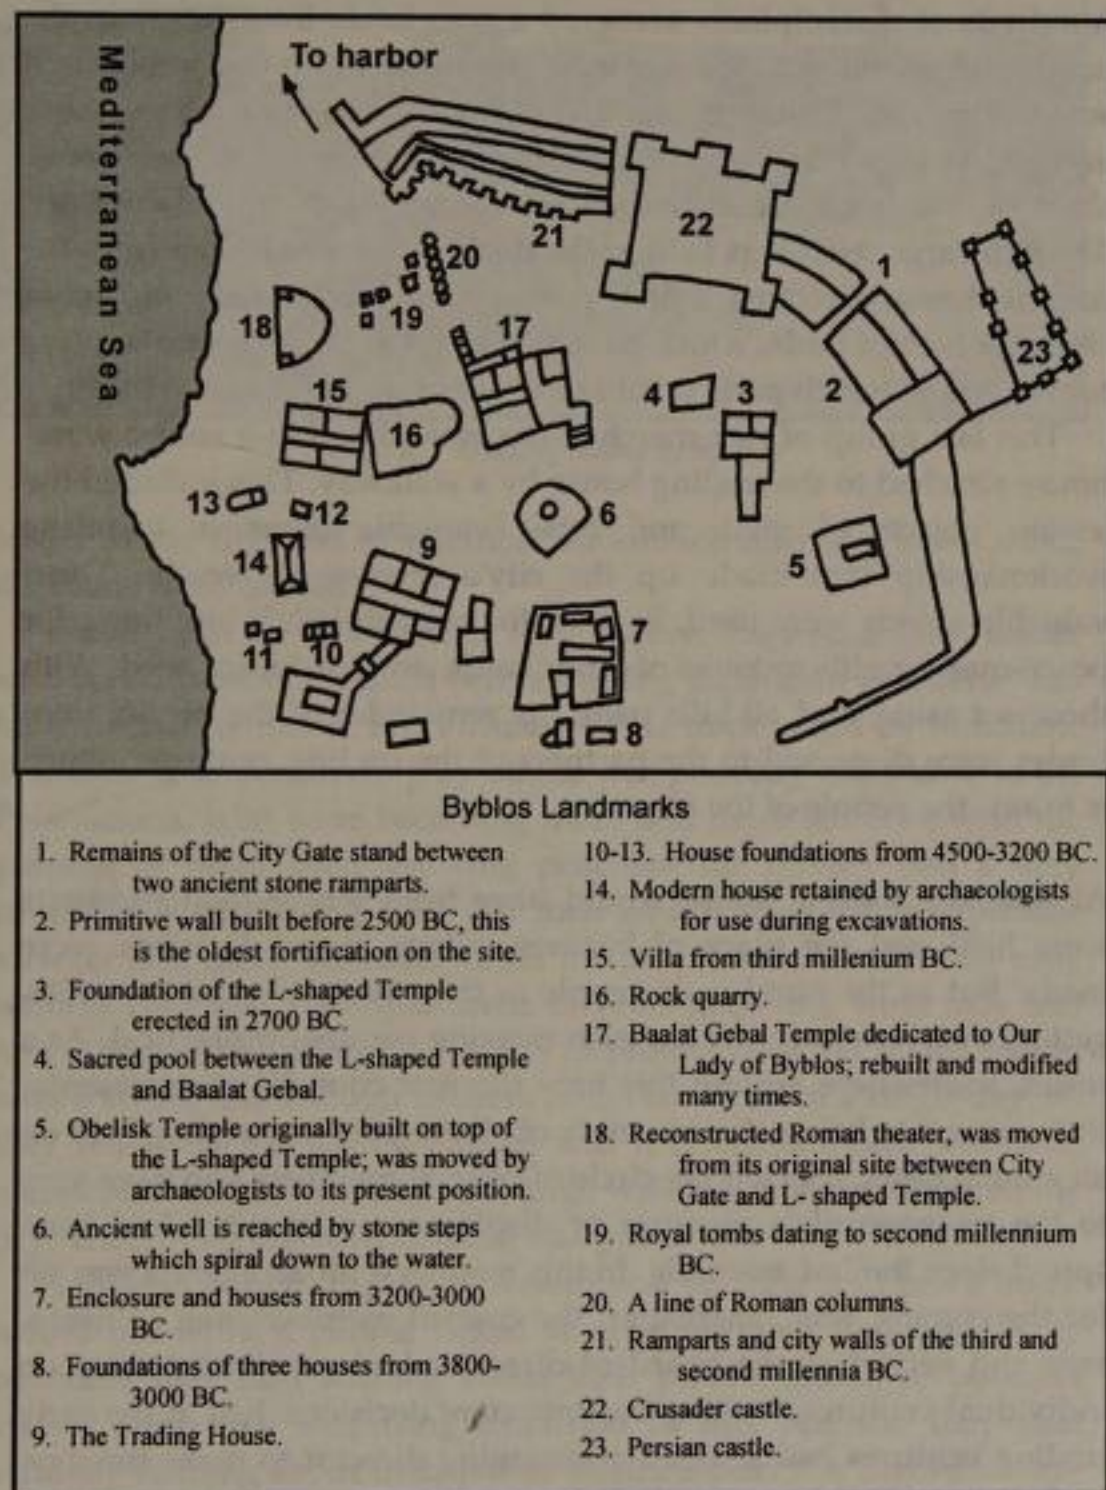 Mediterranean Sea
To harbor
21
22
20
1
18
19
17
23
15
4
3
2
16
13
12
6
14
9
5
11
10
7
8
Byblos Landmarks
1. Remains of the City Gate stand between
two ancient stone ramparts.
2. Primitive wall built before 2500 BC, this
is the oldest fortification on the site.
3. Foundation of the L-shaped Temple
erected in 2700 BC.
4. Sacred pool between the L-shaped Temple
and Baalat Gebal.
5. Obelisk Temple originally built on top of
the L-shaped Temple; was moved by
archaeologists to its present position.
6. Ancient well is reached by stone steps
which spiral down to the water.
7. Enclosure and houses from 3200-3000
BC.
8. Foundations of three houses from 3800-
3000 BC.
9. The Trading House.
10-13. House foundations from 4500-3200 BC.
14. Modern house retained by archaeologists
for use during excavations.
15. Villa from third millenium BC.
16. Rock quarry.
17. Baalat Gebal Temple dedicated to Our
Lady of Byblos; rebuilt and modified
many times.
18. Reconstructed Roman theater, was moved
from its original site between City
Gate and L- shaped Temple.
19. Royal tombs dating to second millennium
BC.
20. A line of Roman columns.
21. Ramparts and city walls of the third and
second millennia BC.
22. Crusader castle.
23. Persian castle.